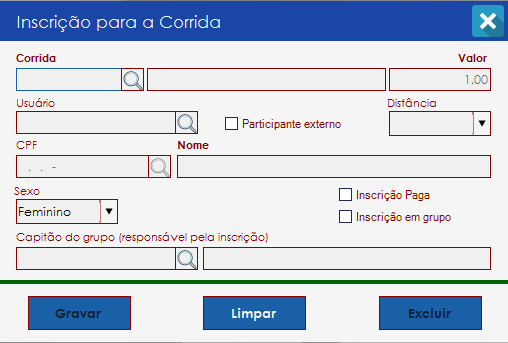 Inscrição para a Corrida
Corrida Valor
1,00
Usuário Distância
Participante externo
CPF Nome
. . -
Sexo
Inscrição Paga
Feminino
Inscrição em grupo
Capitão do grupo (responsável pela inscrição)
Gravar Limpar Excluir